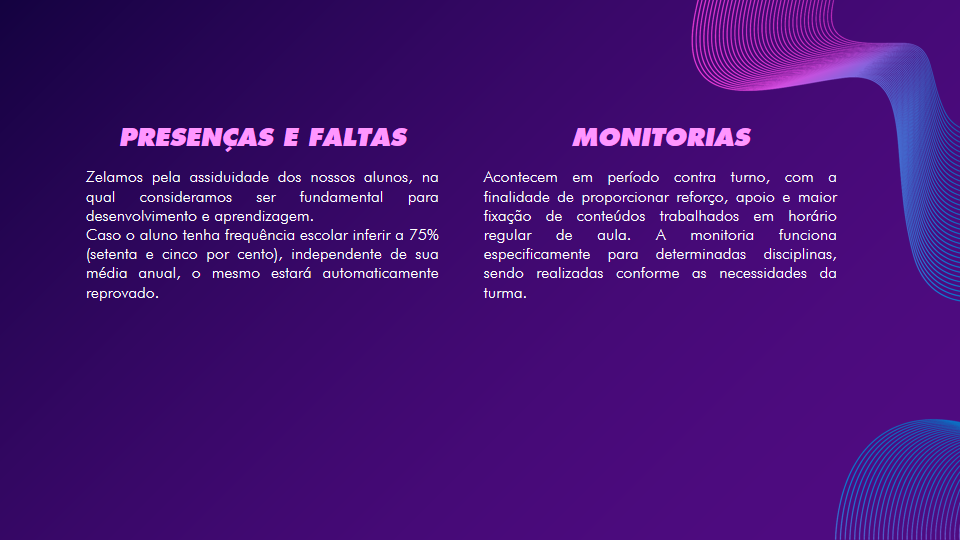 PRESENÇAS E FALTAS
Zelamos pela assiduidade dos nossos alunos, na
qual consideramos ser fundamental para
desenvolvimento e aprendizagem.
Caso o aluno tenha frequência escolar inferir a 75%
(setenta e cinco por cento), independente de sua
média anual, o mesmo estará automaticamente
reprovado.
MONITORIAS
Acontecem em período contra turno, com a
finalidade de proporcionar reforço, apoio e maior
fixação de conteúdos trabalhados em horário
regular de aula. A monitoria funciona
especificamente para determinadas disciplinas,
sendo realizadas conforme as necessidades da
turma.